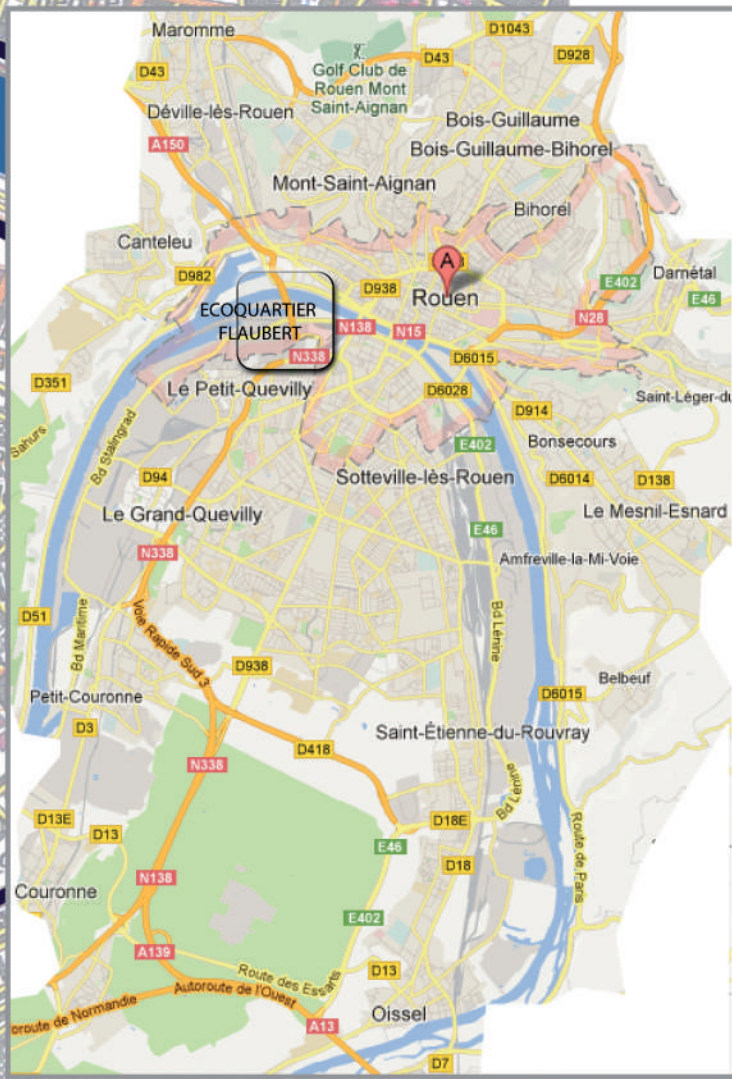 Maromme
D1043
D43
Golf Club de
Rouen Mont
Saint-Aignan
D43
D928
Déville-lès-Rouen
Bois-Guillaume
A150
Bois-Guillaume-Bihorel
Mont-Saint-Aignan
Bihorel
Canteleu
D982
A
D938
Rouen
E402
Darnétal
E46
ECOQUARTIER
FLAUBERT
N138
N15
N28
N338
D6015
D351
Le Petit-Quevilly
D6028
Saint-Léger-du
D914
Sahurs
Bd Stalingrad
E402
Bonsecours
D94
Sotteville-lès-Rouen
D6014
D138
Le Grand-Quevilly
Le Mesnil-Esnard
E46
N338
Amfreville-la-Mi-Voie
D51
Bd Maritime
Voie Rapide Sud 3
Bd Lénine
D938
Belbeuf
Petit-Couronne
D6015
D3
Saint-Étienne-du-Rouvray
D418
N338
Bd Lénine
D13E
D13
D18E
Route de Paris
E46
D18
N138
Couronne
E402
A139
Route des Essarts
D13
Autoroute de l'Ouest
oroute de Normandie
Oissel
A13
D7